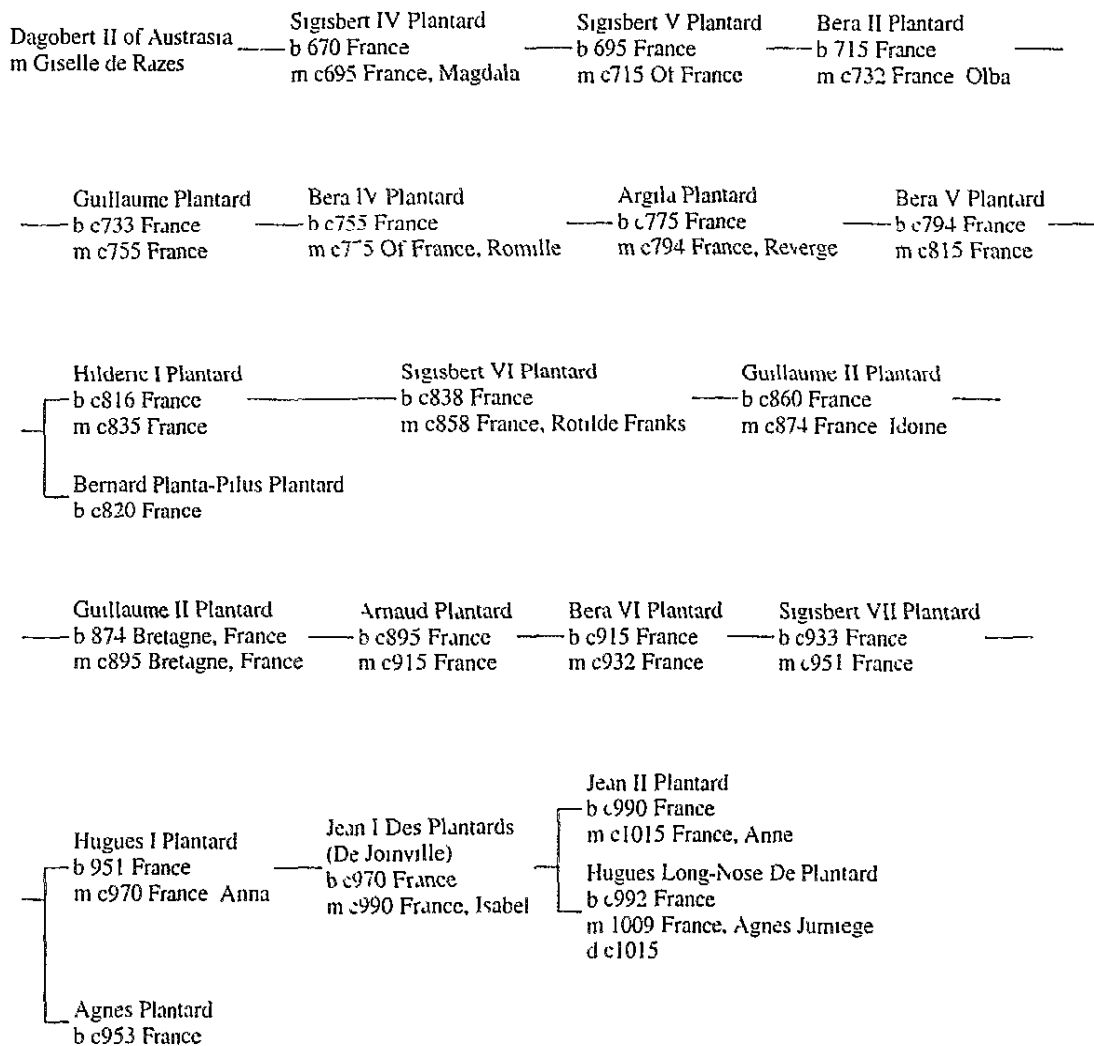 Dagobert II of Austrasia
m Giselle de Razes
Sigisbert IV Plantard
b 670 France
m c695 France, Magdala
Sigisbert V Plantard
b 695 France
m c715 Of France
Bera II Plantard
b 715 France
m c732 France Olba
Guillaume Plantard
b c733 France
m c755 France
Bera IV Plantard
b c755 France
m c775 Of France, Romille
Argila Plantard
b c775 France
m c794 France, Reverge
Bera V Plantard
b c794 France
m c815 France
Hilderic I Plantard
b c816 France
m c835 France
Bernard Planta-Pilus Plantard
b c820 France
Sigisbert VI Plantard
b c838 France
m c858 France, Rotilde Franks
Guillaume II Plantard
b c860 France
m c874 France Idoine
Guillaume II Plantard
b 874 Bretagne, France
m c895 Bretagne, France
Arnaud Plantard
b c895 France
m c915 France
Bera VI Plantard
b c915 France
m c932 France
Sigisbert VII Plantard
b c933 France
m c951 France
Hugues I Plantard
b 951 France
m c970 France Anna
Agnes Plantard
b c953 France
Jean I Des Plantards
(De Joinville)
b c970 France
m c990 France, Isabel
Jean II Plantard
b c990 France
m c1015 France, Anne
Hugues Long-Nose De Plantard
b c992 France
m 1009 France, Agnes Jumiege
d c1015